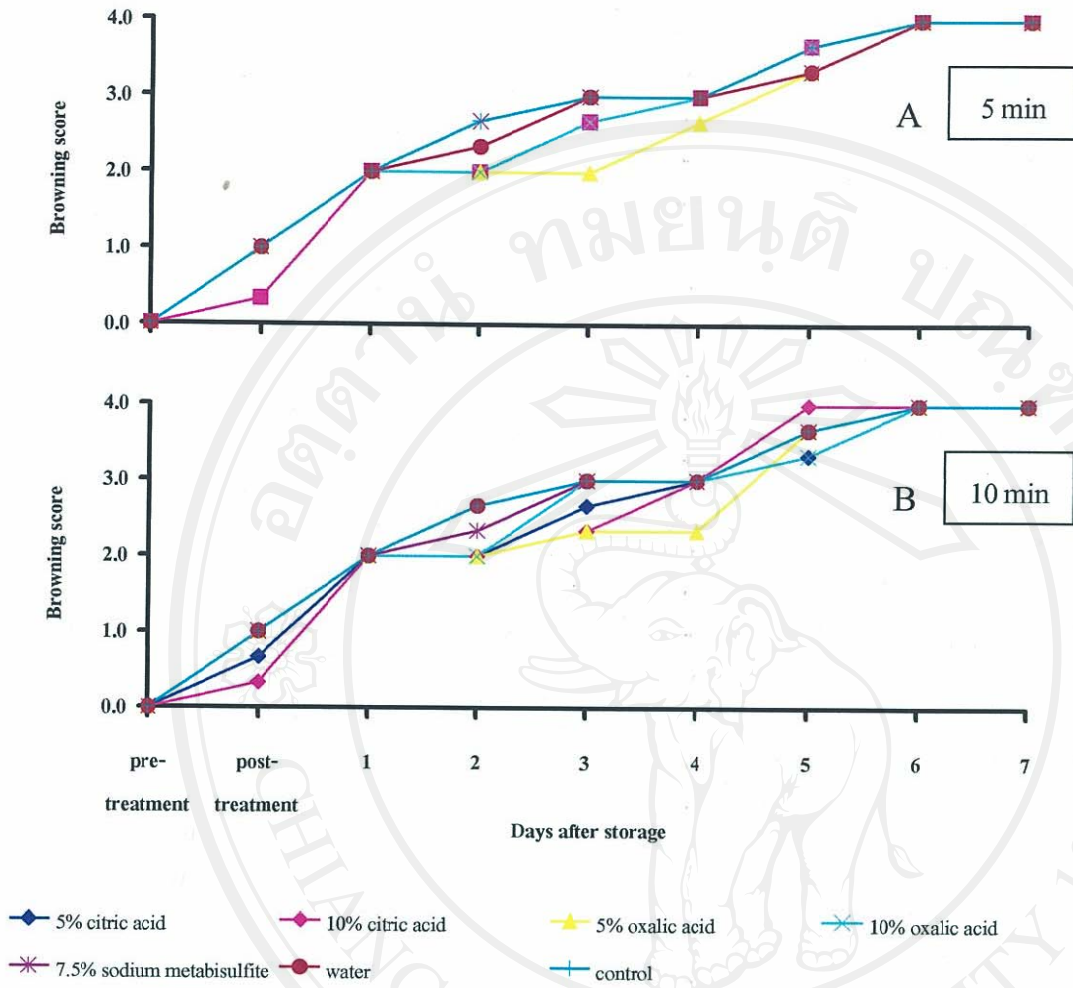 4.0
3.0
2.0
1.0
0.0
Browning score
A
5 min
4.0
3.0
2.0
1.0
0.0
Browning score
B
10 min
pre-treatment
post-treatment
1
2
3
4
5
6
7
Days after storage
5% citric acid
10% citric acid
5% oxalic acid
10% oxalic acid
7.5% sodium metabisulfite
water
control
CHIANG